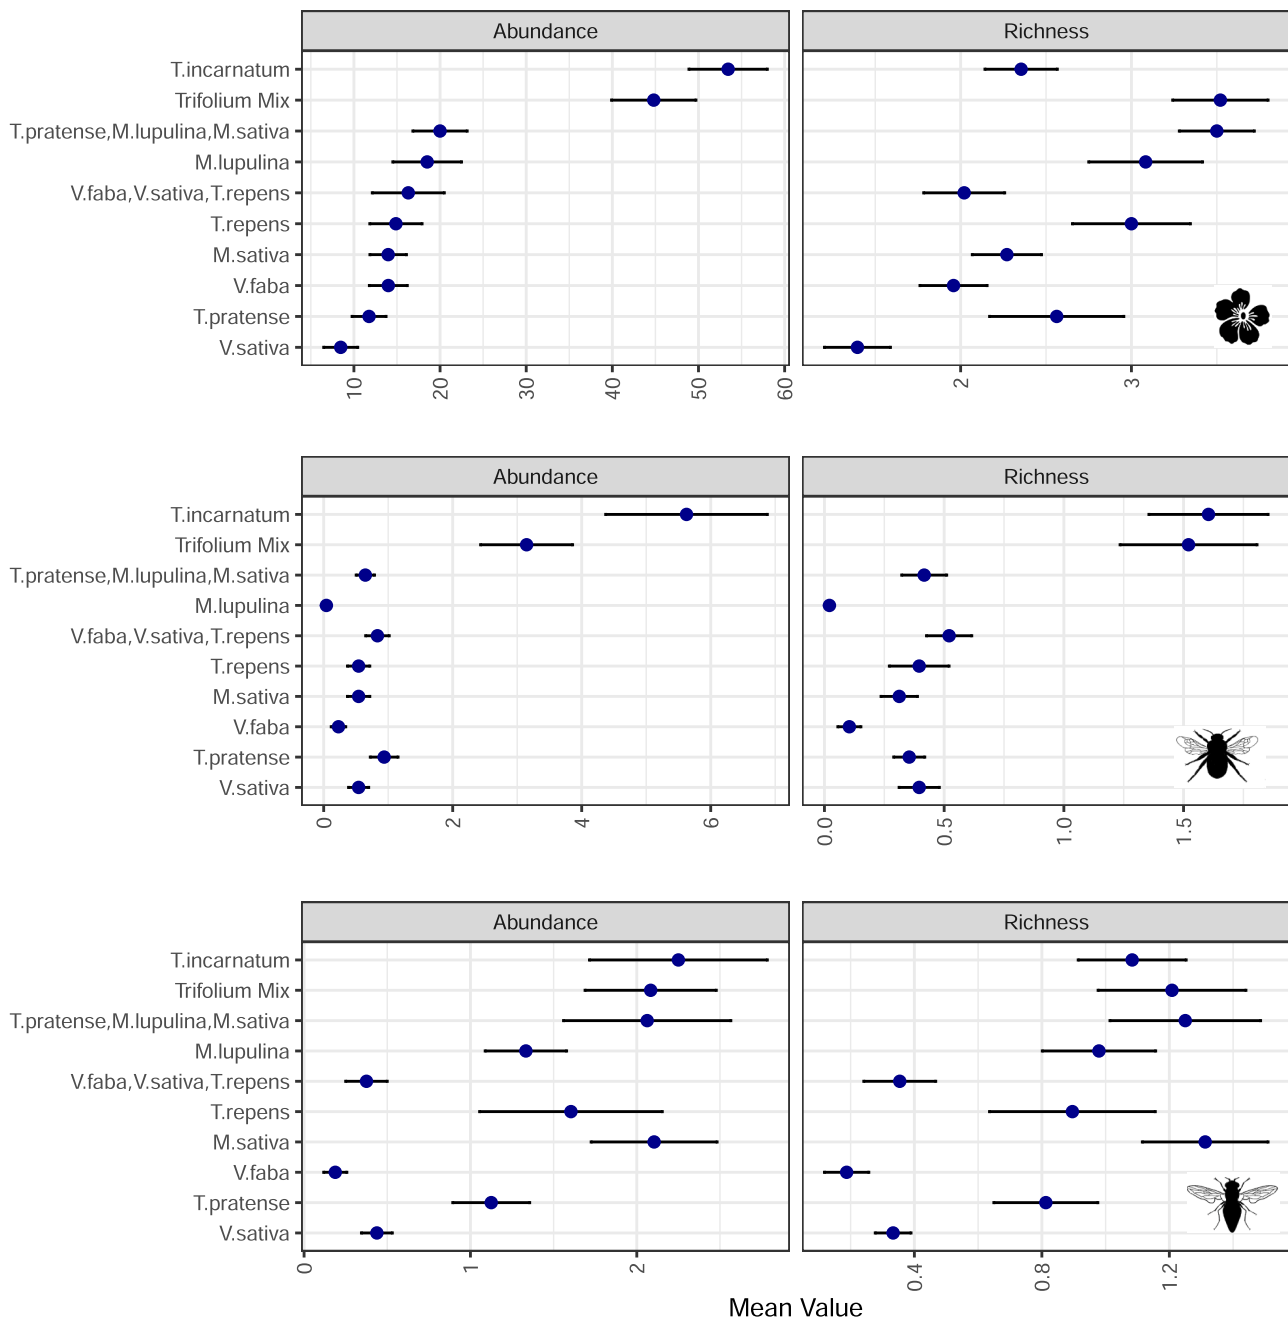 Abundance Richness
T.incarnatum
Trifolium Mix
T.pratense,M.lupulina,M.sativa
M.lupulina
V.faba,V.sativa,T.repens
T.repens
M.sativa
V.faba
T.pratense
V.sativa
10 20 30 40 50 60 2 3
Abundance Richness
T.incarnatum
Trifolium Mix
T.pratense,M.lupulina,M.sativa
M.lupulina
V.faba,V.sativa,T.repens
T.repens
M.sativa
V.faba
T.pratense
V.sativa
0 2 4 6 0.0 0.5 1.0 1.5
Abundance Richness
T.incarnatum
Trifolium Mix
T.pratense,M.lupulina,M.sativa
M.lupulina
V.faba,V.sativa,T.repens
T.repens
M.sativa
V.faba
T.pratense
V.sativa
0 1 2 0.4 0.8 1.2
Mean Value